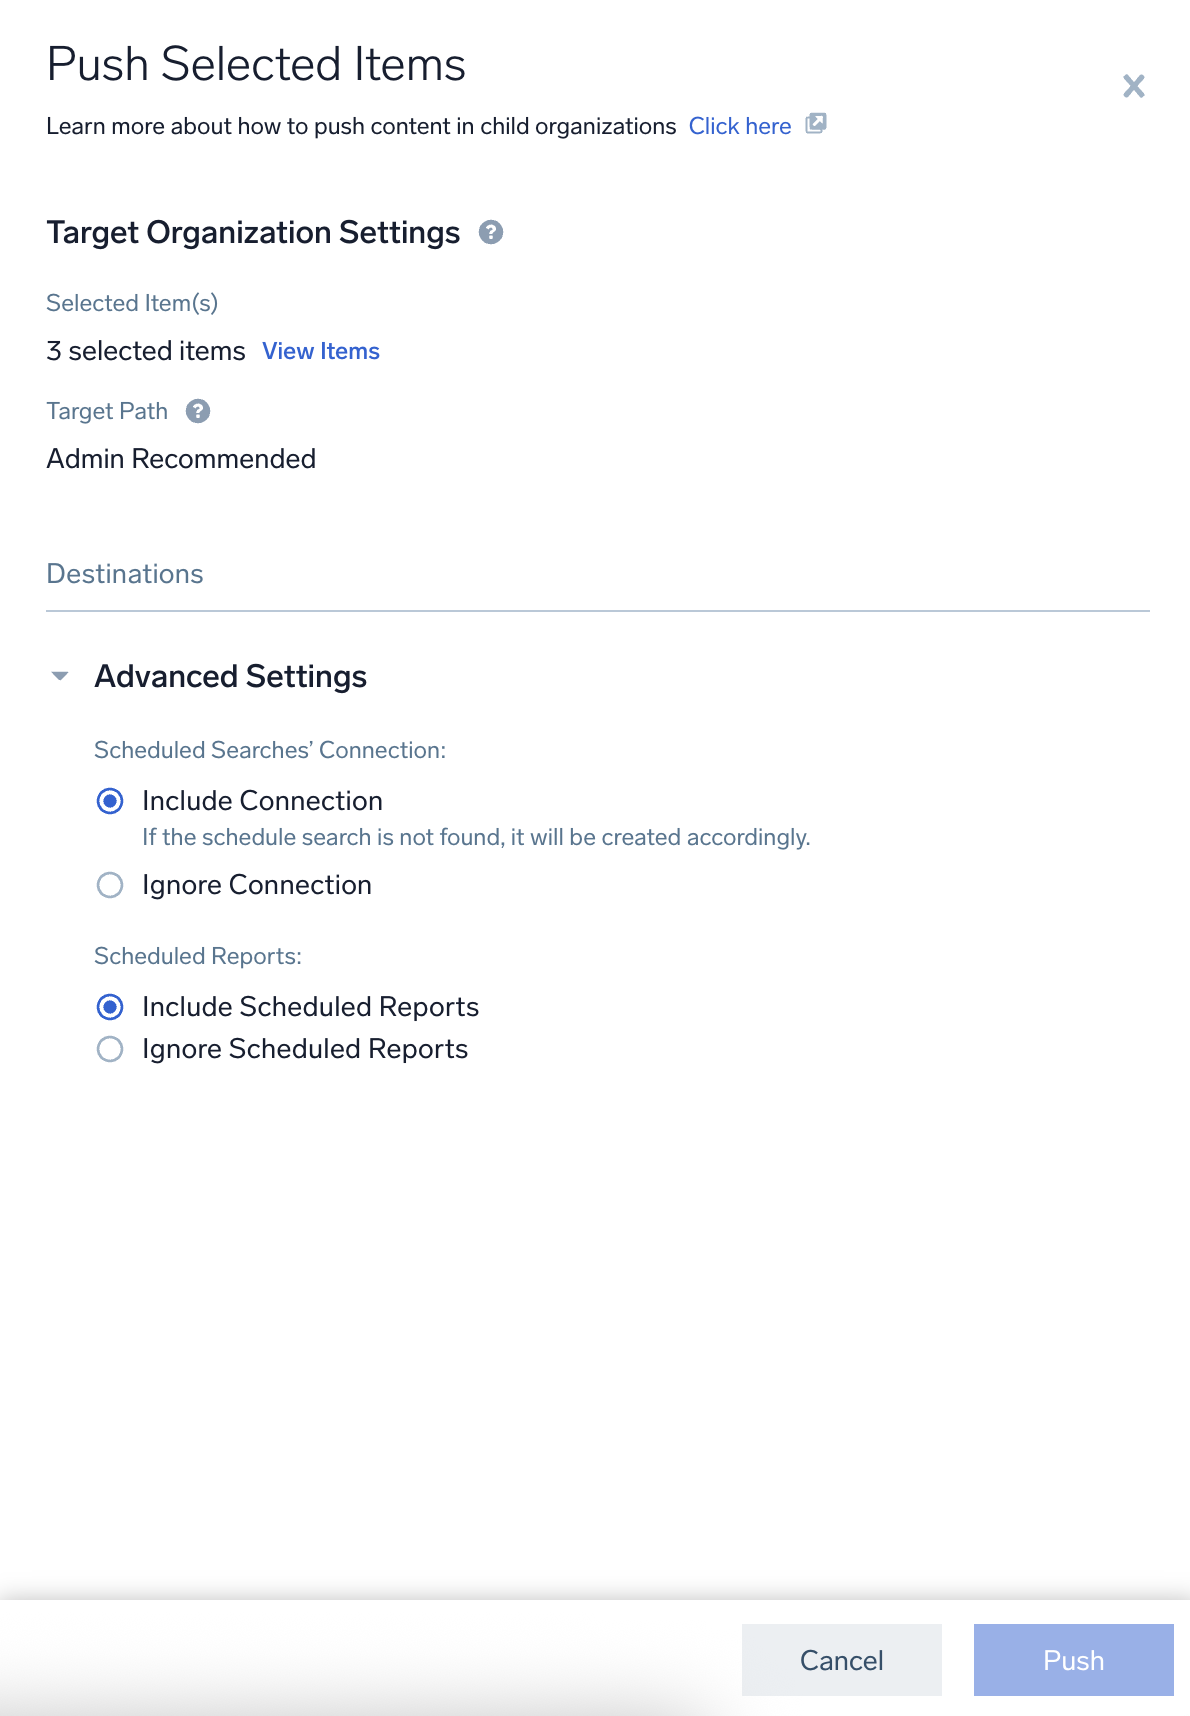 Push Selected Items
Learn more about how to push content in child organizations Click here
Target Organization Settings ?
Selected Item(s)
3 selected items View Items
Target Path ?
Admin Recommended
Destinations
Advanced Settings
Scheduled Searches’ Connection:
Include Connection
If the schedule search is not found, it will be created accordingly.
Ignore Connection
Scheduled Reports:
Include Scheduled Reports
Ignore Scheduled Reports
Cancel Push